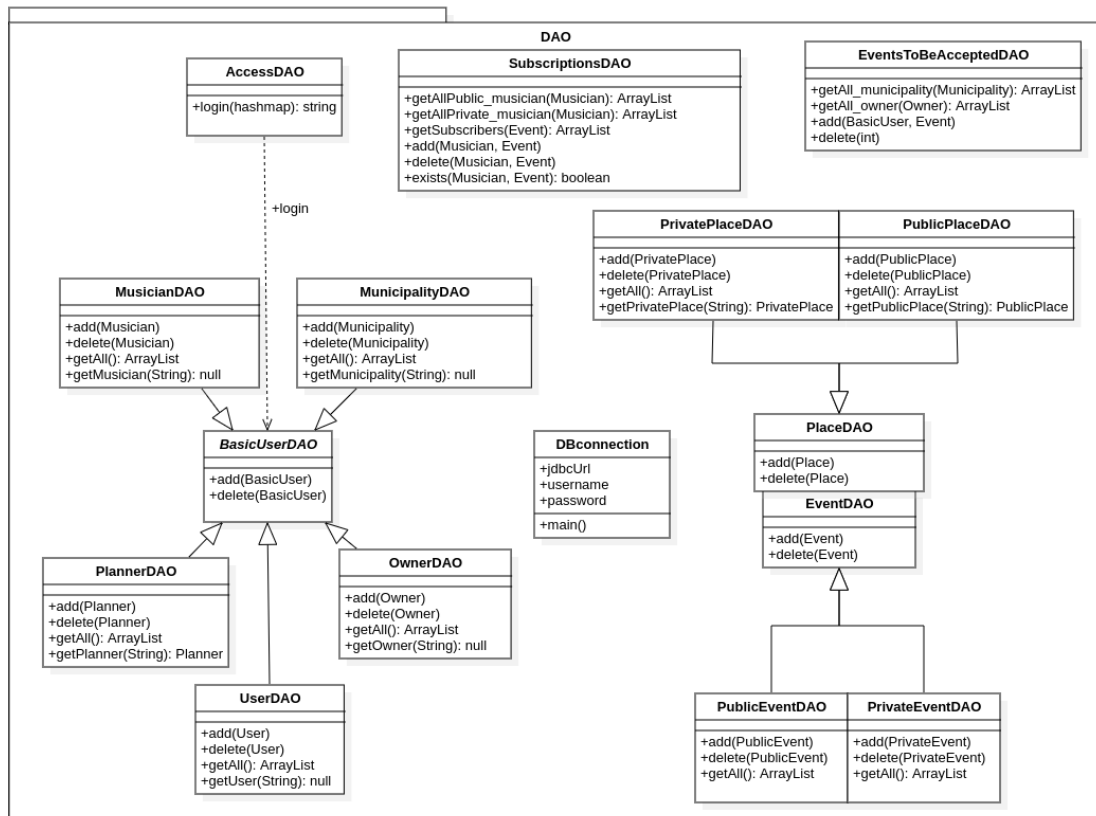 DAO
AccessDAO
+login(hashmap): string
SubscriptionsDAO
+getAllPublic_musician(Musician): ArrayList
+getAllPrivate_musician(Musician): ArrayList
+getSubscribers(Event): ArrayList
+add(Musician, Event)
+delete(Musician, Event)
+exists(Musician, Event): boolean
EventsToBeAcceptedDAO
+getAll_municipality(Municipality): ArrayList
+getAll_owner(Owner): ArrayList
+add(BasicUser, Event)
+delete(int)
+login
PrivatePlaceDAO
+add(PrivatePlace)
+delete(PrivatePlace)
+getAll(): ArrayList
+getPrivatePlace(String): PrivatePlace
PublicPlaceDAO
+add(PublicPlace)
+delete(PublicPlace)
+getAll(): ArrayList
+getPublicPlace(String): PublicPlace
MusicianDAO
+add(Musician)
+delete(Musician)
+getAll(): ArrayList
+getMusician(String): null
MunicipalityDAO
+add(Municipality)
+delete(Municipality)
+getAll(): ArrayList
+getMunicipality(String): null
BasicUserDAO
+add(BasicUser)
+delete(BasicUser)
DBconnection
+jdbcUrl
+username
+password
+main()
PlaceDAO
+add(Place)
+delete(Place)
EventDAO
+add(Event)
+delete(Event)
PlannerDAO
+add(Planner)
+delete(Planner)
+getAll(): ArrayList
+getPlanner(String): Planner
OwnerDAO
+add(Owner)
+delete(Owner)
+getAll(): ArrayList
+getOwner(String): null
UserDAO
+add(User)
+delete(User)
+getAll(): ArrayList
+getUser(String): null
PublicEventDAO
+add(PublicEvent)
+delete(PublicEvent)
+getAll(): ArrayList
PrivateEventDAO
+add(PrivateEvent)
+delete(PrivateEvent)
+getAll(): ArrayList